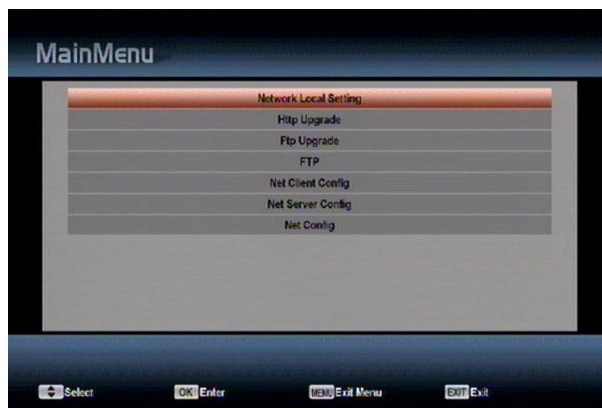 MainMenu
Network Local Setting
Http Upgrade
Ftp Upgrade
FTP
Net Client Config
Net Server Config
Net Config
Select OK Enter MENU Exit Menu EXIT Exit